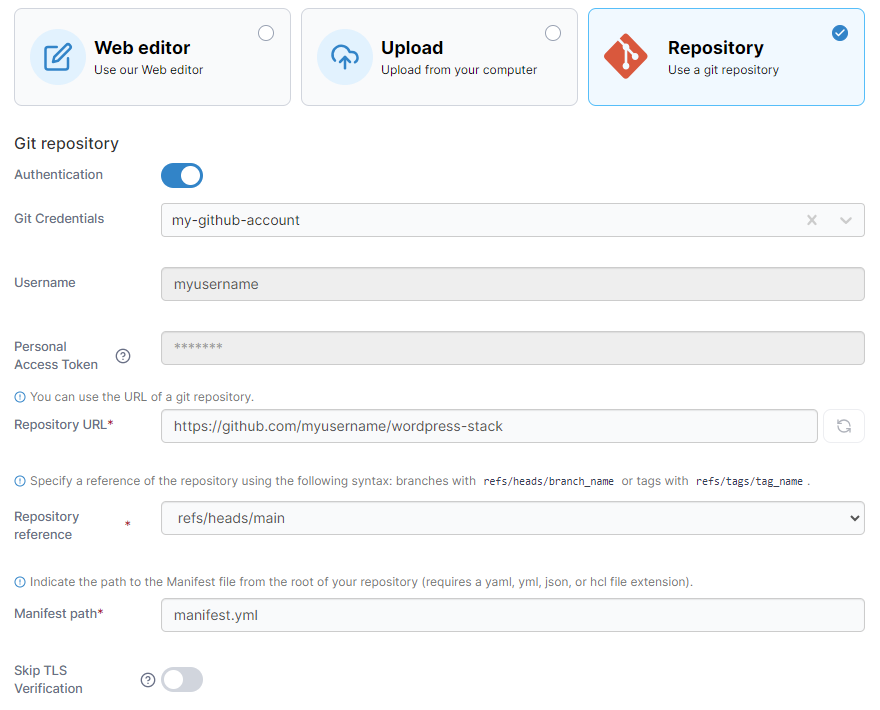 Web editor
Use our Web editor
Upload
Upload from your computer
Repository
Use a git repository
Git repository
Authentication
Git Credentials
my-github-account
Username
myusername
Personal
Access Token
*******
You can use the URL of a git repository.
Repository URL*
https://github.com/myusername/wordpress-stack
Specify a reference of the repository using the following syntax: branches with refs/heads/branch_name or tags with refs/tags/tag_name .
Repository
reference *
refs/heads/main
Indicate the path to the Manifest file from the root of your repository (requires a yaml, yml, json, or hcl file extension).
Manifest path*
manifest.yml
Skip TLS
Verification